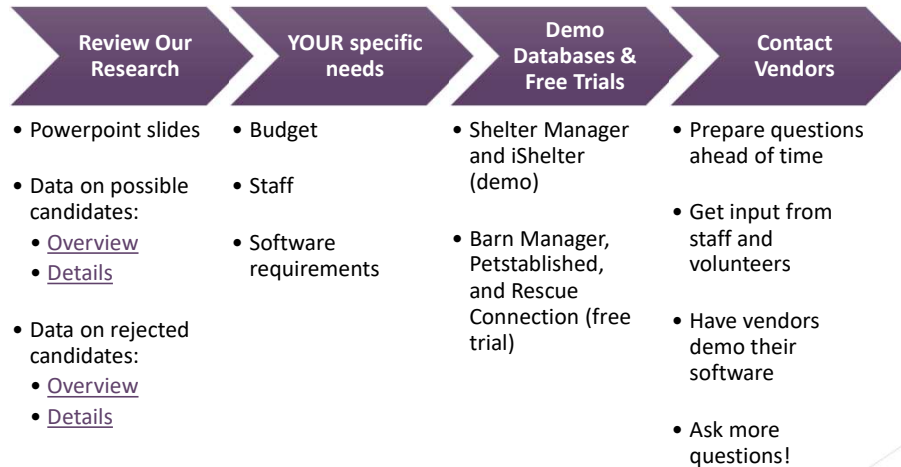 Review Our
Research
• Powerpoint slides
• Data on possible
candidates:
• Overview
• Details
• Data on rejected
candidates:
• Overview
• Details
YOUR specific
needs
• Budget
• Staff
• Software
requirements
Demo
Databases &
Free Trials
• Shelter Manager
and iShelter
(demo)
• Barn Manager,
Petstablished,
and Rescue
Connection (free
trial)
Contact
Vendors
• Prepare questions
ahead of time
• Get input from
staff and
volunteers
• Have vendors
demo their
software
• Ask more
questions!